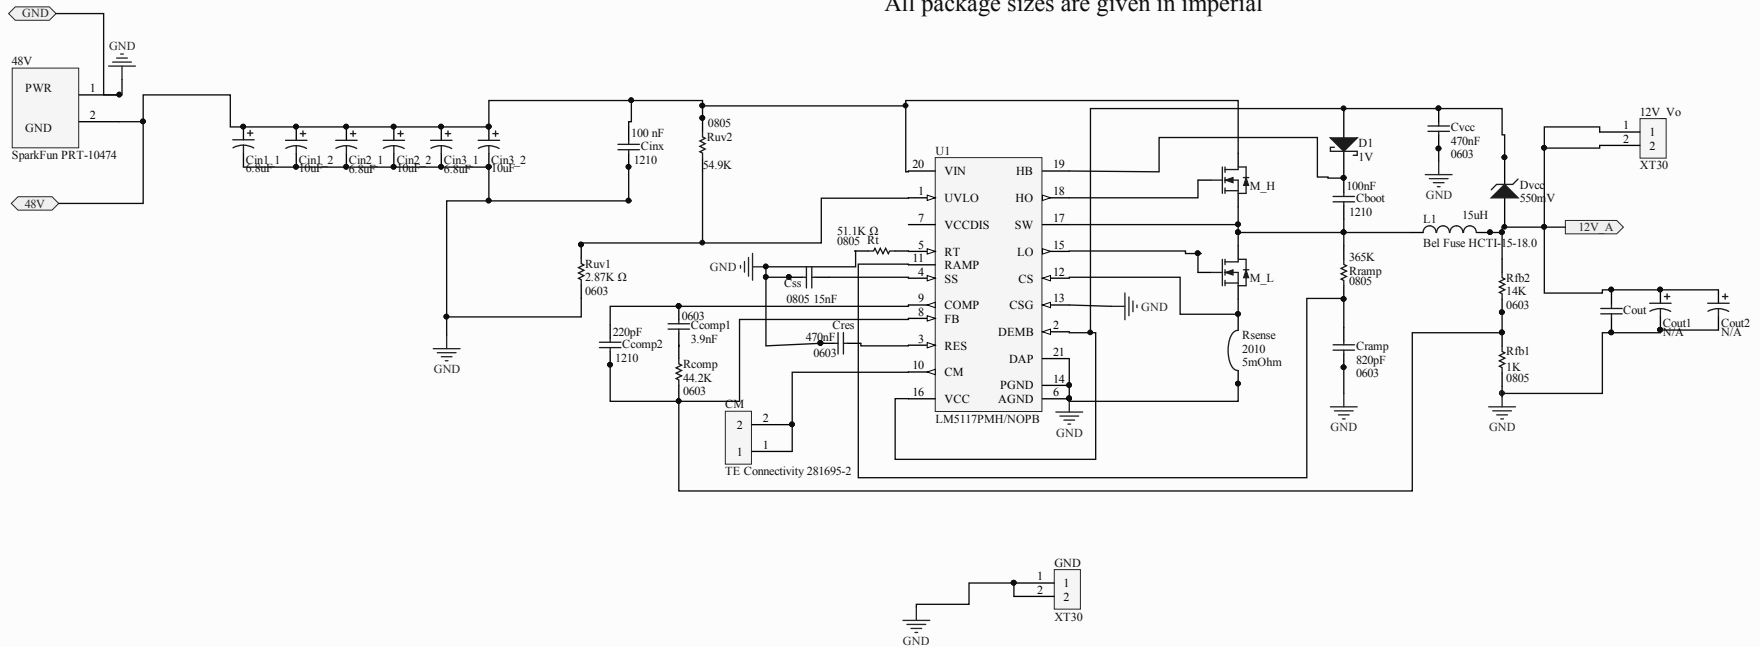 All package sizes are given in imperial
GND
GND
48V
PWR
1
GND
2
SparkFun PRT-10474
48V
Cin1_1
6.8uF
Cin1_2
10uF
Cin2_1
6.8uF
Cin2_2
10uF
Cin3_1
6.8uF
Cin3_2
10uF
100 nF
Cinx
1210
0805
Ruv2
54.9K
Ruv1
2.87K Ω
0603
GND
220pF
Ccomp2
1210
0603
Ccomp1
3.9nF
Rcomp
44.2K
0603
51.1K Ω
0805 Rt
GND
Css
0805 15nF
Cres
470nF
0603
CM
2
2
1
1
TE Connectivity 281695-2
U1
20 VIN
1 UVLO
7 VCCDIS
5 RT
11 RAMP
4 SS
9 COMP
8 FB
3 RES
10 CM
16 VCC
HB 19
HO 18
SW 17
LO 15
CS 12
CSG 13
DEMB 2
DAP 21
PGND 14
AGND 6
LM5117PMH/NOPB
GND
GND
M_H
M_L
Rsense
2010
5mOhm
D1
1V
100nF
Cboot
1210
365K
Rramp
0805
Cramp
820pF
0603
GND
Cvcc
470nF
0603
GND
Dvcc
550mV
L1
15uH
Bel Fuse HCTI-15-18.0
Rfb2
14K
0603
Rfb1
1K
0805
GND
12V_Vo
1
1
2
2
XT30
12V_A
Cout
Cout1
N/A
Cout2
N/A
GND
1
1
2
2
XT30
GND